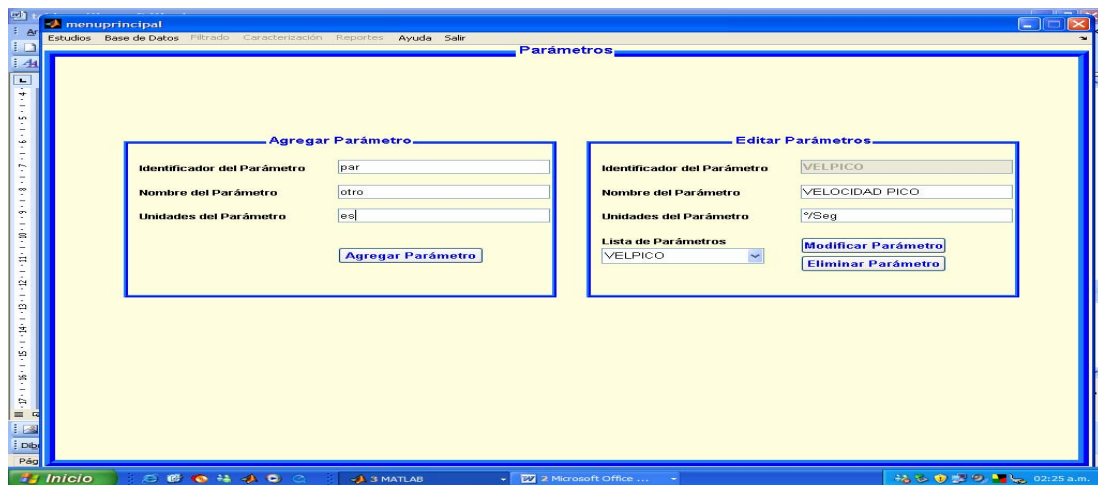 menuprincipal
Estudios Base de Datos Filtrado Caracterización Reportes Ayuda Salir
Parámetros
Agregar Parámetro
Identificador del Parámetro par
Nombre del Parámetro otro
Unidades del Parámetro es
Agregar Parámetro
Editar Parámetros
Identificador del Parámetro VELPICO
Nombre del Parámetro VELOCIDAD PICO
Unidades del Parámetro °/Seg
Lista de Parámetros
VELPICO
Modificar Parámetro
Eliminar Parámetro
Pág
Inicio 3 MATLAB 2 Microsoft Office ... 02:25 a.m.